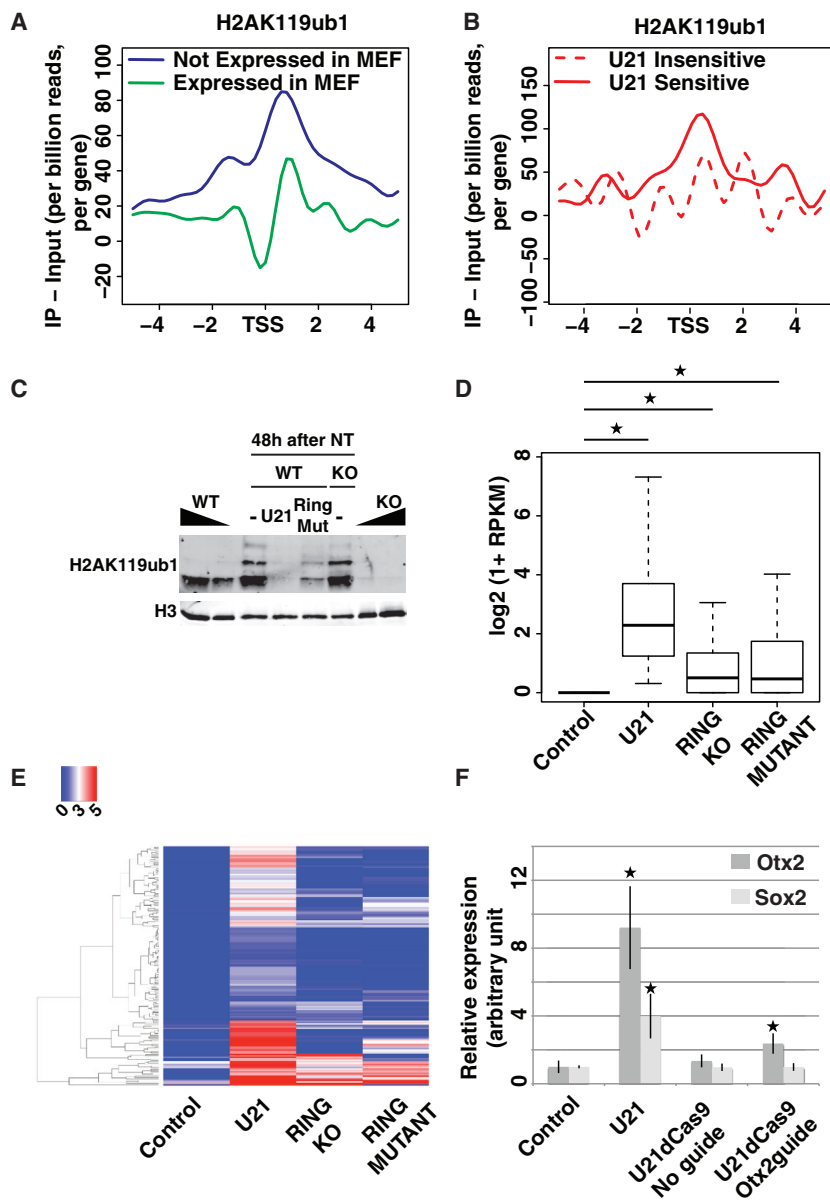 A
H2AK119ub1
Not Expressed in MEF
Expressed in MEF
IP – Input (per billion reads,
per gene)
100
80
60
40
20
0
−20
−4
−2
TSS
2
4
B
H2AK119ub1
U21 Insensitive
U21 Sensitive
IP – Input (per billion reads,
per gene)
150
100
50
0
−50
−100
−4
−2
TSS
2
4
C
48h after NT
WT
KO
WT
- U21 Ring
Mut
-
KO
H2AK119ub1
H3
D
log2 (1+ RPKM)
8
6
4
2
0
Control
U21
RING
KO
RING
MUTANT
E
0
3
5
Control
U21
RING
KO
RING
MUTANT
F
Relative expression
(arbitrary unit
12
8
4
0
Otx2
Sox2
Control
U21
U21dCas9
No guide
U21dCas9
Otx2guide